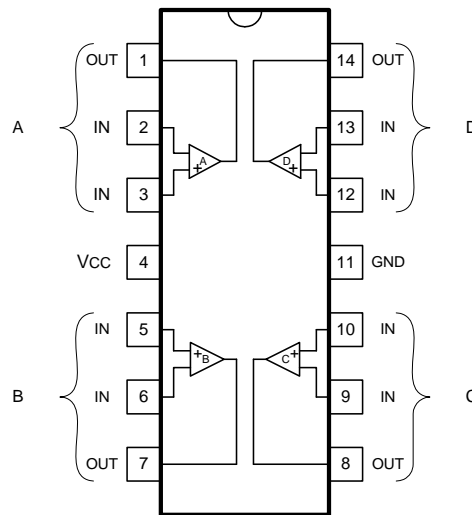 OUT 1 14 OUT
A IN 2 13 IN D
A D
+ +
IN 3 12 IN
VCC 4 11 GND
IN 5 10 IN
+ +
B C
B IN 6 9 IN C
OUT 7 8 OUT